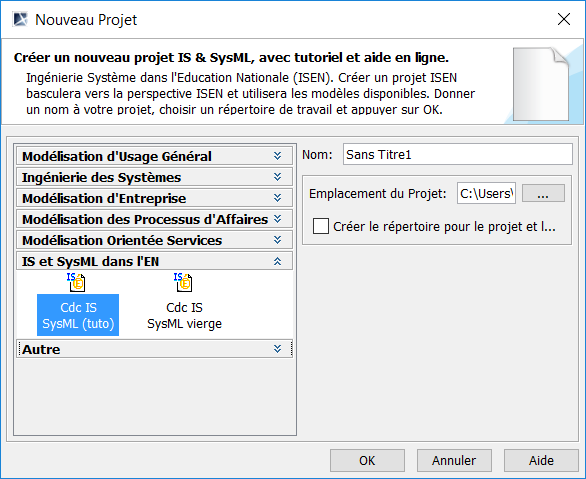 Nouveau Projet
Créer un nouveau projet IS & SysML, avec tutoriel et aide en ligne.
Ingénierie Système dans l'Education Nationale (ISEN). Créer un projet ISEN
basculera vers la perspective ISEN et utilisera les modèles disponibles. Donner
un nom à votre projet, choisir un répertoire de travail et appuyer sur OK.
Modélisation d'Usage Général
Ingénierie des Systèmes
Modélisation d'Entreprise
Modélisation des Processus d'Affaires
Modélisation Orientée Services
IS et SysML dans l'EN
IS
Cdc IS
SysML (tuto)
IS
Cdc IS
SysML vierge
Autre
Nom: Sans Titre1
Emplacement du Projet: C:\Users\ ...
Créer le répertoire pour le projet et l...
OK Annuler Aide